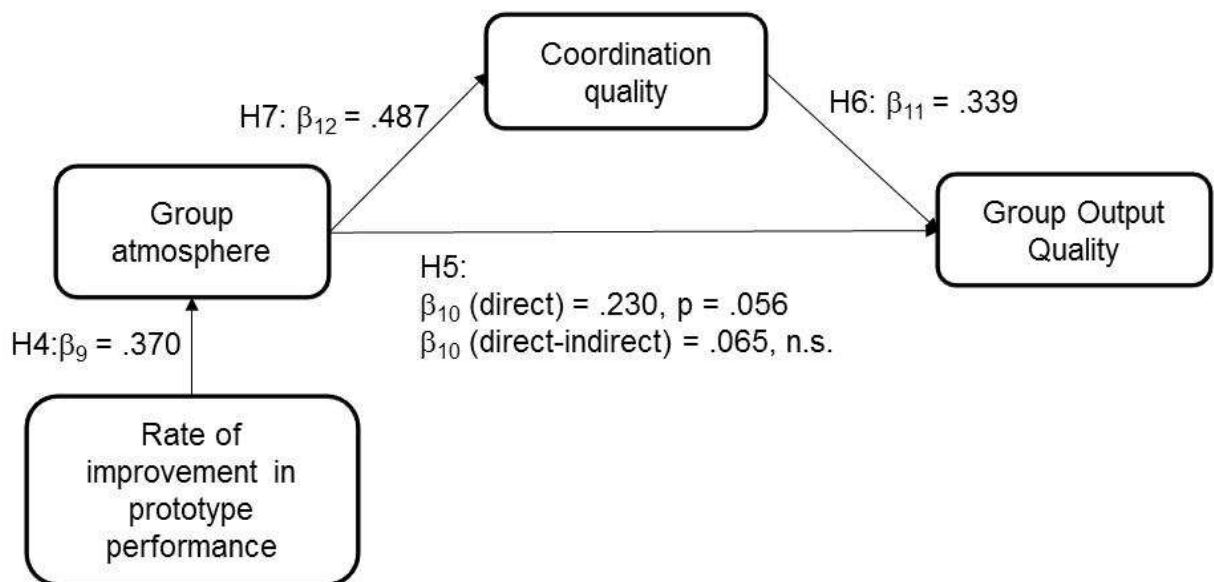 Coordination
quality
H7: β12 = .487
H6: β11 = .339
Group
atmosphere
Group Output
Quality
H5:
β10 (direct) = .230, p = .056
β10 (direct-indirect) = .065, n.s.
H4:β9 = .370
Rate of
improvement in
prototype
performance